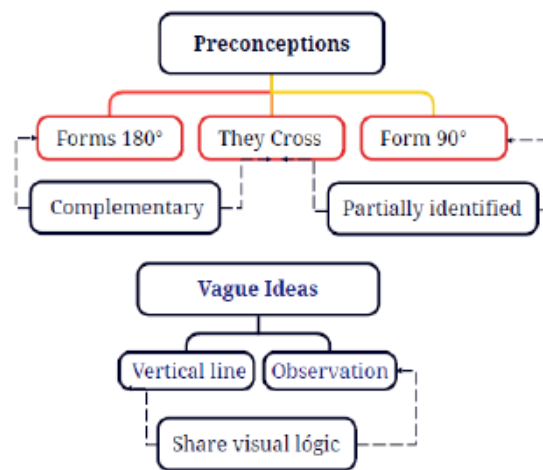 Preconceptions
Forms 180°
They Cross
Form 90°
Complementary
Partially identified
Vague Ideas
Vertical line
Observation
Share visual lógic